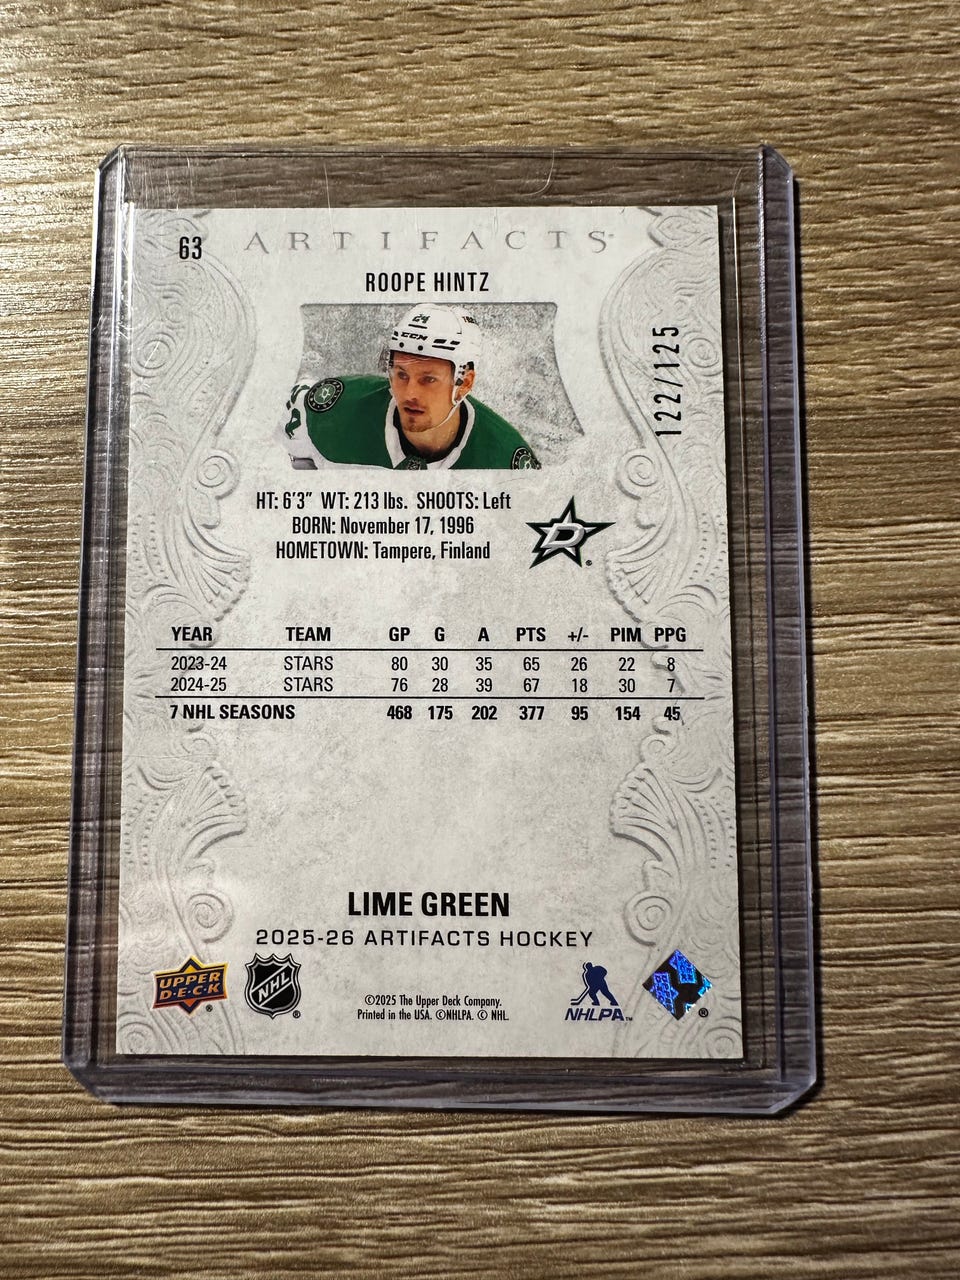 63
ARTIFACTS
ROOPE HINTZ
24
CCM
122/125
HT: 6'3" WT: 213 lbs. SHOOTS: Left
BORN: November 17, 1996
HOMETOWN: Tampere, Finland
D
®
YEAR TEAM GP G A PTS +/- PIM PPG
2023-24 STARS 80 30 35 65 26 22 8
2024-25 STARS 76 28 39 67 18 30 7
7 NHL SEASONS 468 175 202 377 95 154 45
LIME GREEN
2025-26 ARTIFACTS HOCKEY
UPPER
D•E•C•K
®
NHL
®
©2025 The Upper Deck Company.
Printed in the USA. ©NHLPA. © NHL.
NHLPA™
®